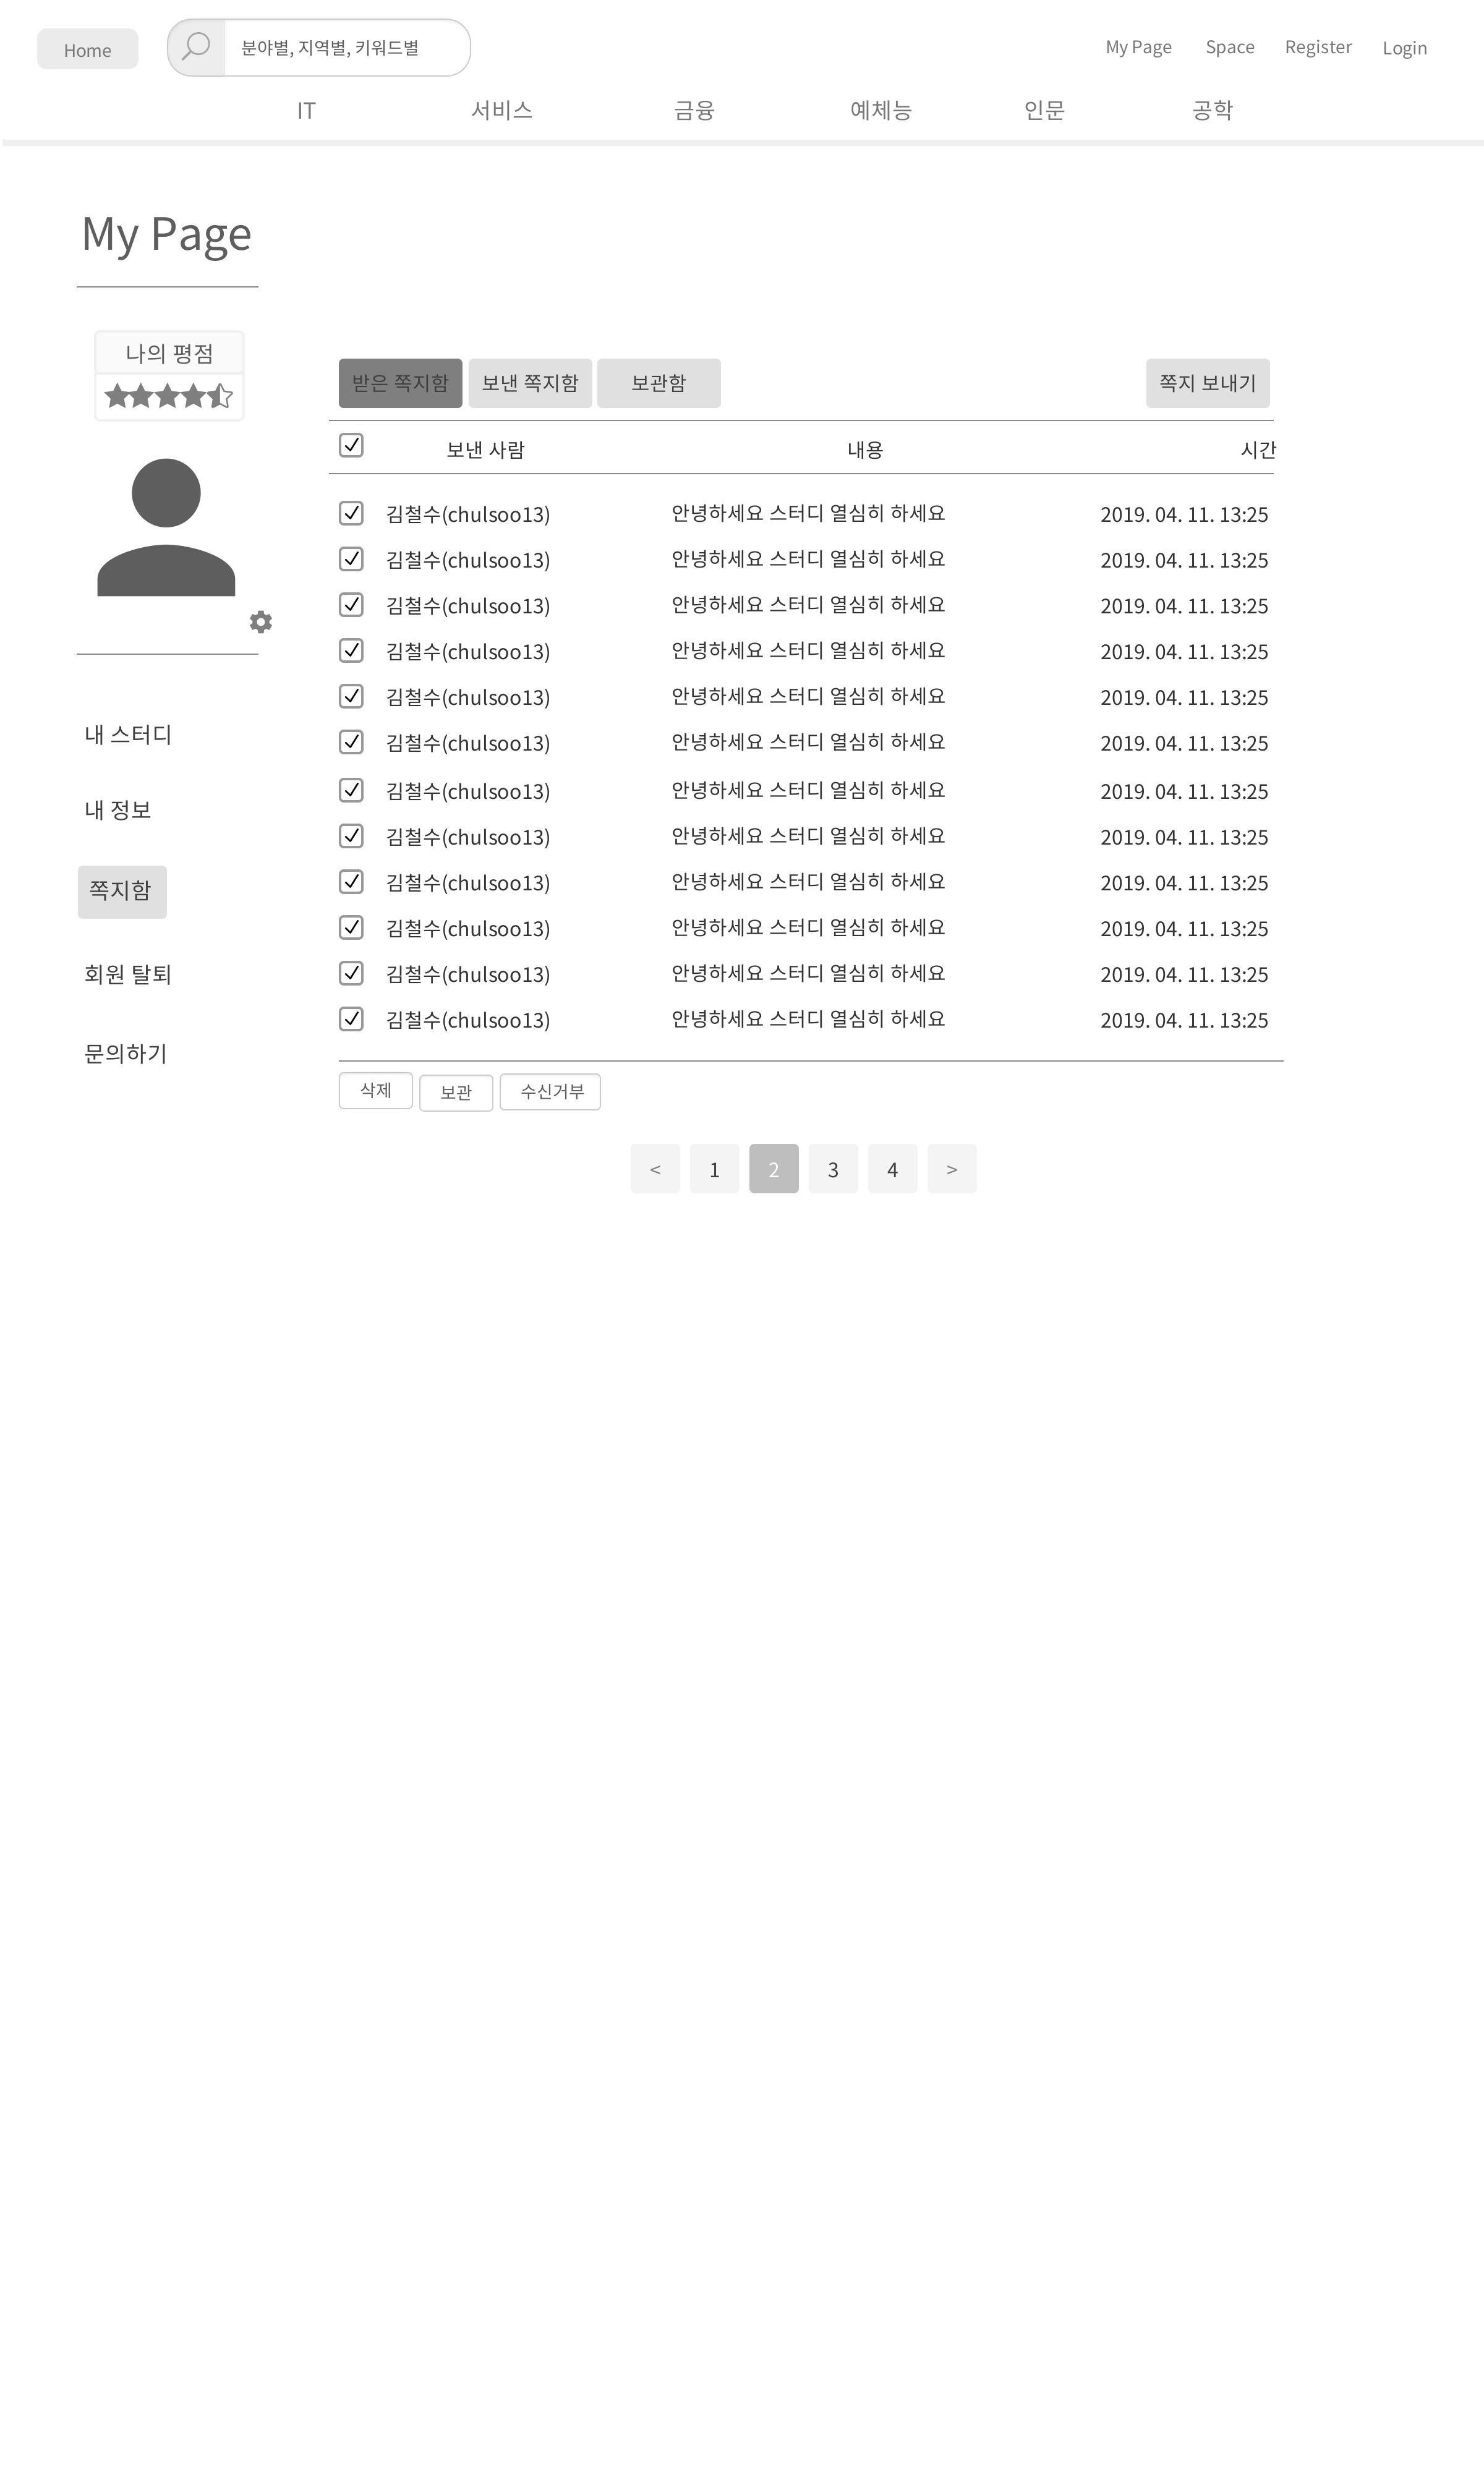 Home
분야별, 지역별, 키워드별
My Page Space Register Login
IT 서비스 금융 예체능 인문 공학
My Page
나의 평점
내 스터디
내 정보
쪽지함
회원 탈퇴
문의하기
받은 쪽지함 보낸 쪽지함 보관함 쪽지 보내기
보낸 사람 내용 시간
김철수(chulsoo13) 안녕하세요 스터디 열심히 하세요 2019. 04. 11. 13:25
김철수(chulsoo13) 안녕하세요 스터디 열심히 하세요 2019. 04. 11. 13:25
김철수(chulsoo13) 안녕하세요 스터디 열심히 하세요 2019. 04. 11. 13:25
김철수(chulsoo13) 안녕하세요 스터디 열심히 하세요 2019. 04. 11. 13:25
김철수(chulsoo13) 안녕하세요 스터디 열심히 하세요 2019. 04. 11. 13:25
김철수(chulsoo13) 안녕하세요 스터디 열심히 하세요 2019. 04. 11. 13:25
김철수(chulsoo13) 안녕하세요 스터디 열심히 하세요 2019. 04. 11. 13:25
김철수(chulsoo13) 안녕하세요 스터디 열심히 하세요 2019. 04. 11. 13:25
김철수(chulsoo13) 안녕하세요 스터디 열심히 하세요 2019. 04. 11. 13:25
김철수(chulsoo13) 안녕하세요 스터디 열심히 하세요 2019. 04. 11. 13:25
김철수(chulsoo13) 안녕하세요 스터디 열심히 하세요 2019. 04. 11. 13:25
김철수(chulsoo13) 안녕하세요 스터디 열심히 하세요 2019. 04. 11. 13:25
삭제 보관 수신거부
< 1 2 3 4 >